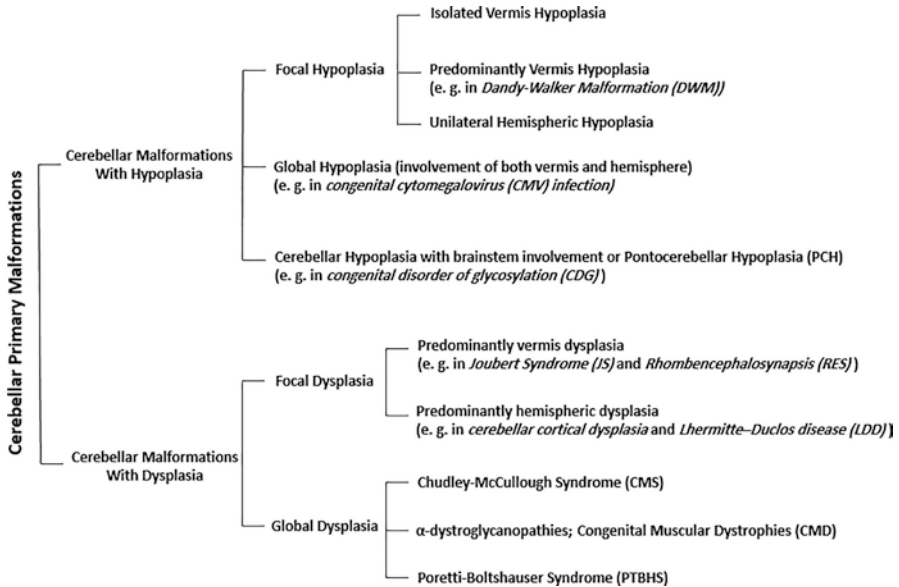 Cerebellar Primary Malformations
Cerebellar Malformations
With Hypoplasia
Focal Hypoplasia
Isolated Vermis Hypoplasia
Predominantly Vermis Hypoplasia
(e. g. in Dandy-Walker Malformation (DWM))
Unilateral Hemispheric Hypoplasia
Global Hypoplasia (involvement of both vermis and hemisphere)
(e. g. in congenital cytomegalovirus (CMV) infection)
Cerebellar Hypoplasia with brainstem involvement or Pontocerebellar Hypoplasia (PCH)
(e. g. in congenital disorder of glycosylation (CDG) )
Cerebellar Malformations
With Dysplasia
Focal Dysplasia
Predominantly vermis dysplasia
(e. g. in Joubert Syndrome (JS) and Rhombencephalosynapsis (RES) )
Predominantly hemispheric dysplasia
(e. g. in cerebellar cortical dysplasia and Lhermitte–Duclos disease (LDD) )
Global Dysplasia
Chudley-McCullough Syndrome (CMS)
α-dystroglycanopathies; Congenital Muscular Dystrophies (CMD)
Poretti-Boltshauser Syndrome (PTBHS)